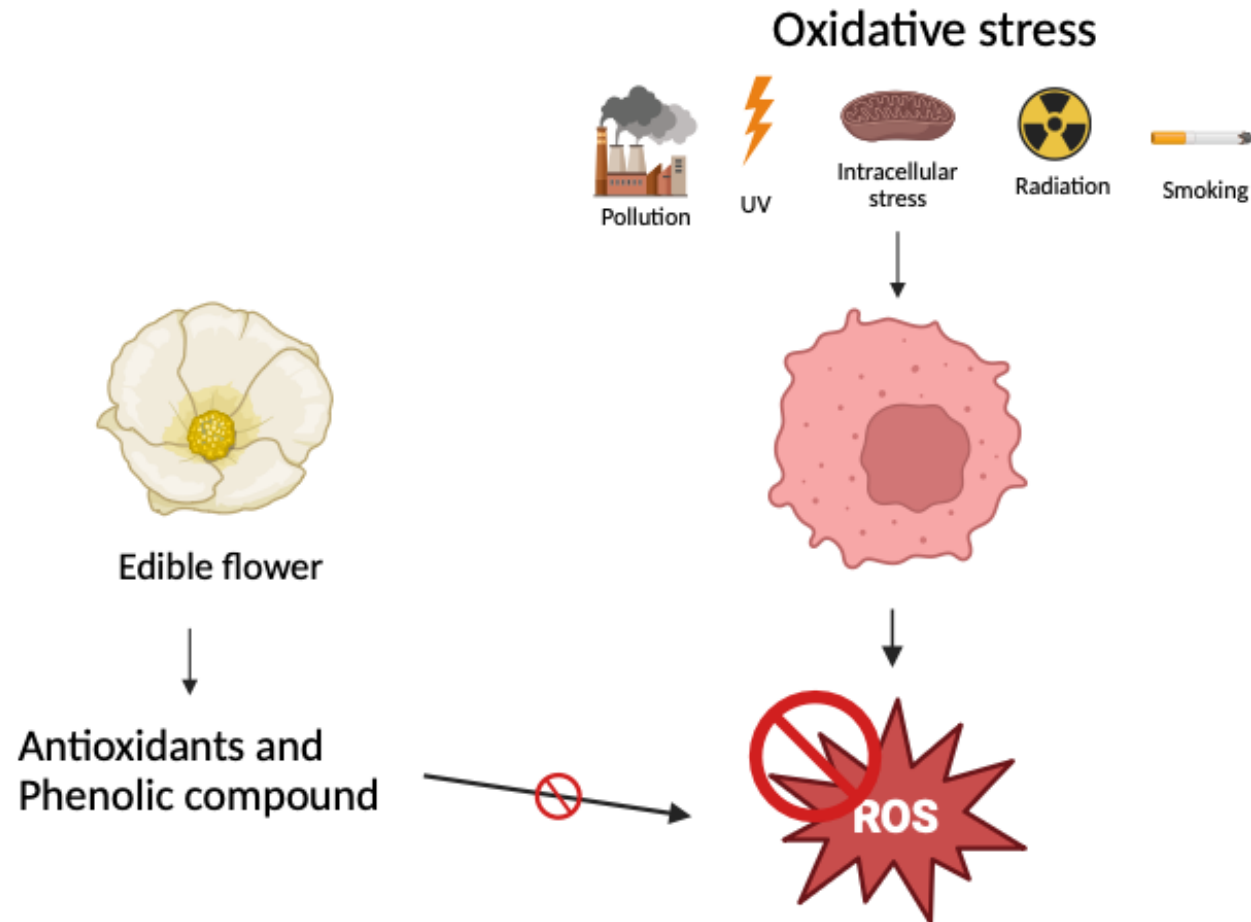 Oxidative stress
Pollution
UV
Intracellular
stress
Radiation
Smoking
Edible flower
Antioxidants and
Phenolic compound
ROS